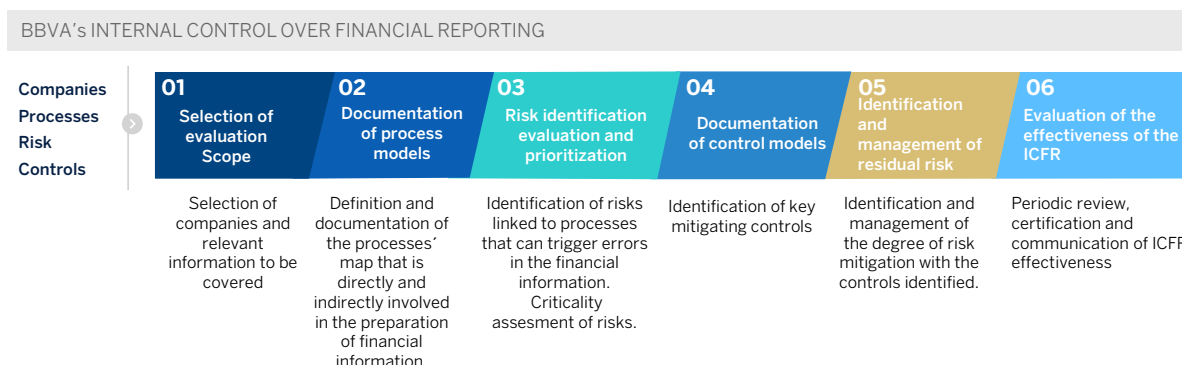 BBVA's INTERNAL CONTROL OVER FINANCIAL REPORTING
Companies
Processes
Risk
Controls
01
Selection of
evaluation
Scope
02
Documentation
of process
models
03
Risk identification
evaluation and
prioritization
04
Documentation
of control models
05
Identification
and
management of
residual risk
06
Evaluation of the
effectiveness of the
ICFR
Selection of
companies and
relevant
information to be
covered
Definition and
documentation of
the processes´
map that is
directly and
indirectly involved
in the preparation
of financial
information
Identification of risks
linked to processes
that can trigger errors
in the financial
information.
Criticality
assesment of risks.
Identification of key
mitigating controls
Identification and
management of
the degree of risk
mitigation with the
controls identified.
Periodic review,
certification and
communication of ICFR
effectiveness